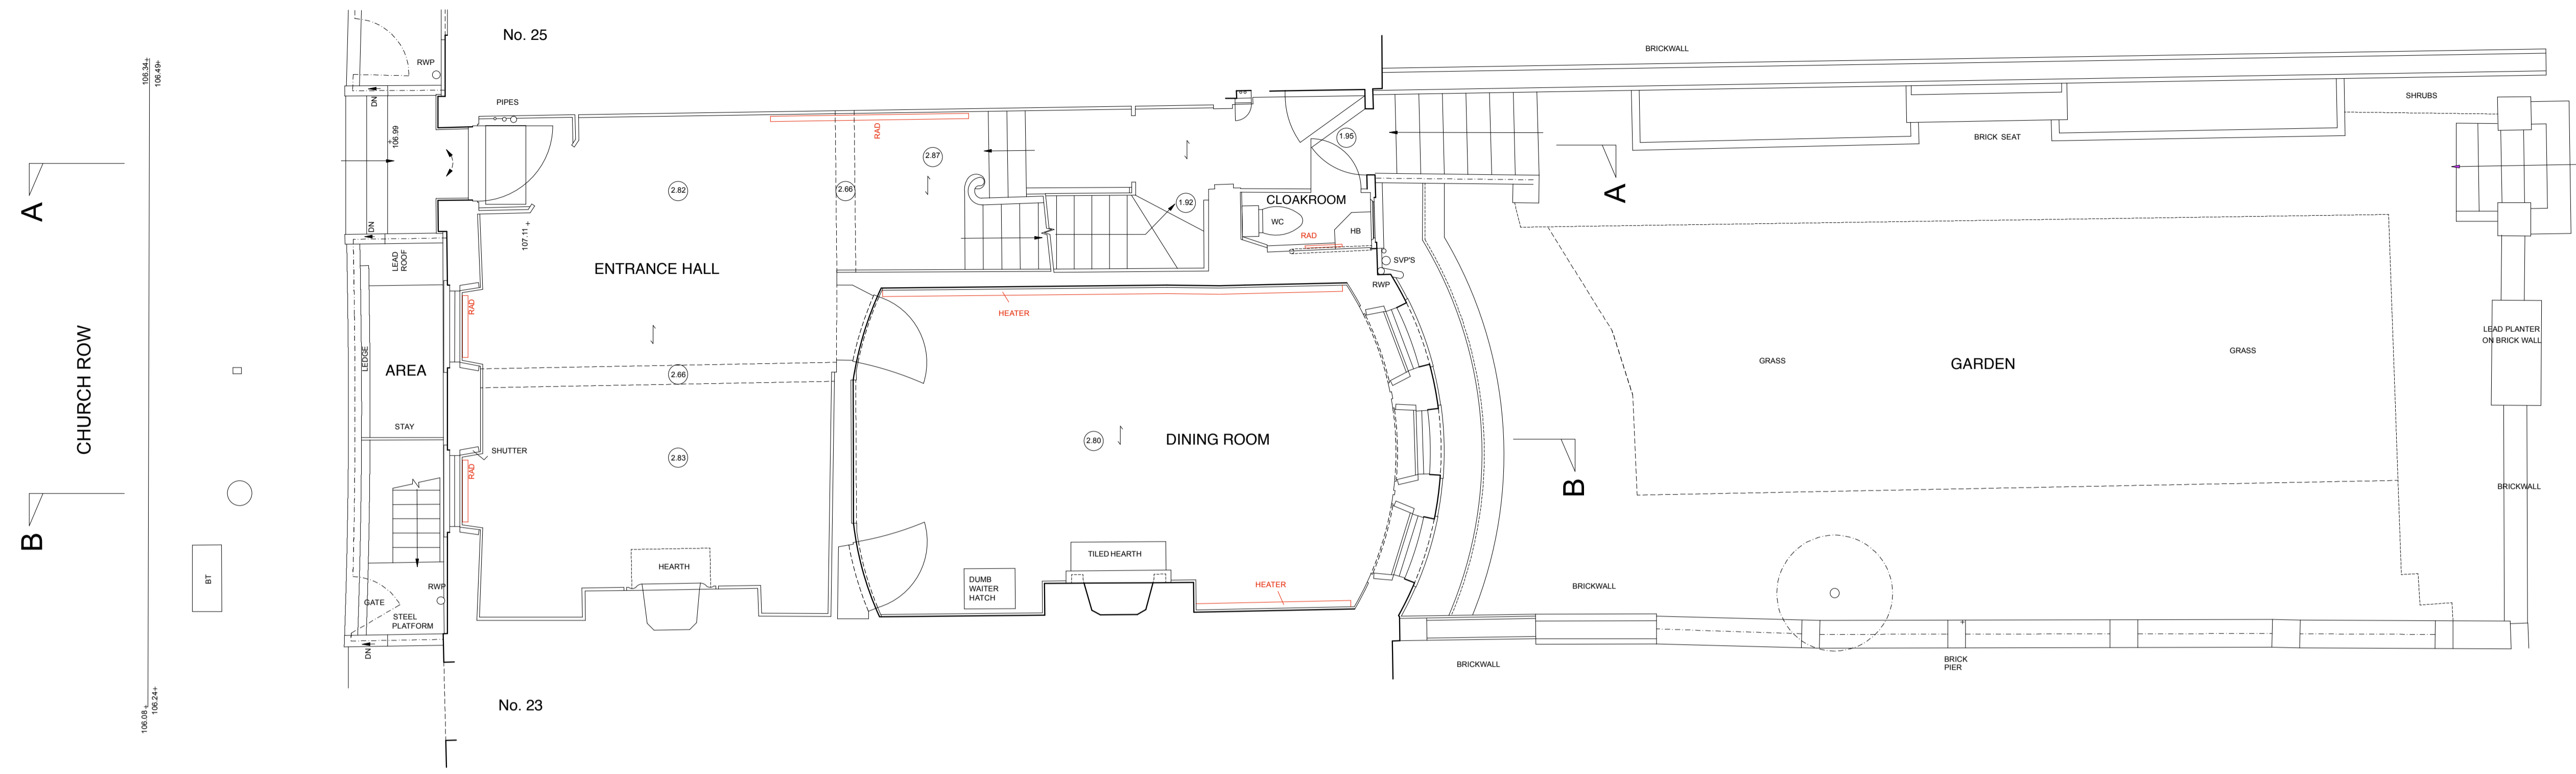 No. 25
BRICKWALL
RWP
106.34+
106.49+
DN
PIPES
SHRUBS
106.99
+
RAD
BRICK SEAT
1.95
2.87
2.82
2.66
A
A
CLOAKROOM
1.92
WC
HB
RAD
DN
107.11 +
LEAD
ROOF
ENTRANCE HALL
SVP'S
RWP
RAD
HEATER
LEAD PLANTER
ON BRICK WALL
CHURCH ROW
LEDGE
AREA
GRASS
GARDEN
GRASS
2.66
STAY
2.80
DINING ROOM
SHUTTER
2.83
RAD
B
BRICKWALL
B
BT
HEARTH
TILED HEARTH
DUMB
WAITER
HATCH
HEATER
BRICKWALL
RWP
GATE
STEEL
PLATFORM
DN
BRICKWALL
BRICK
PIER
No. 23
106.08 +
106.24+